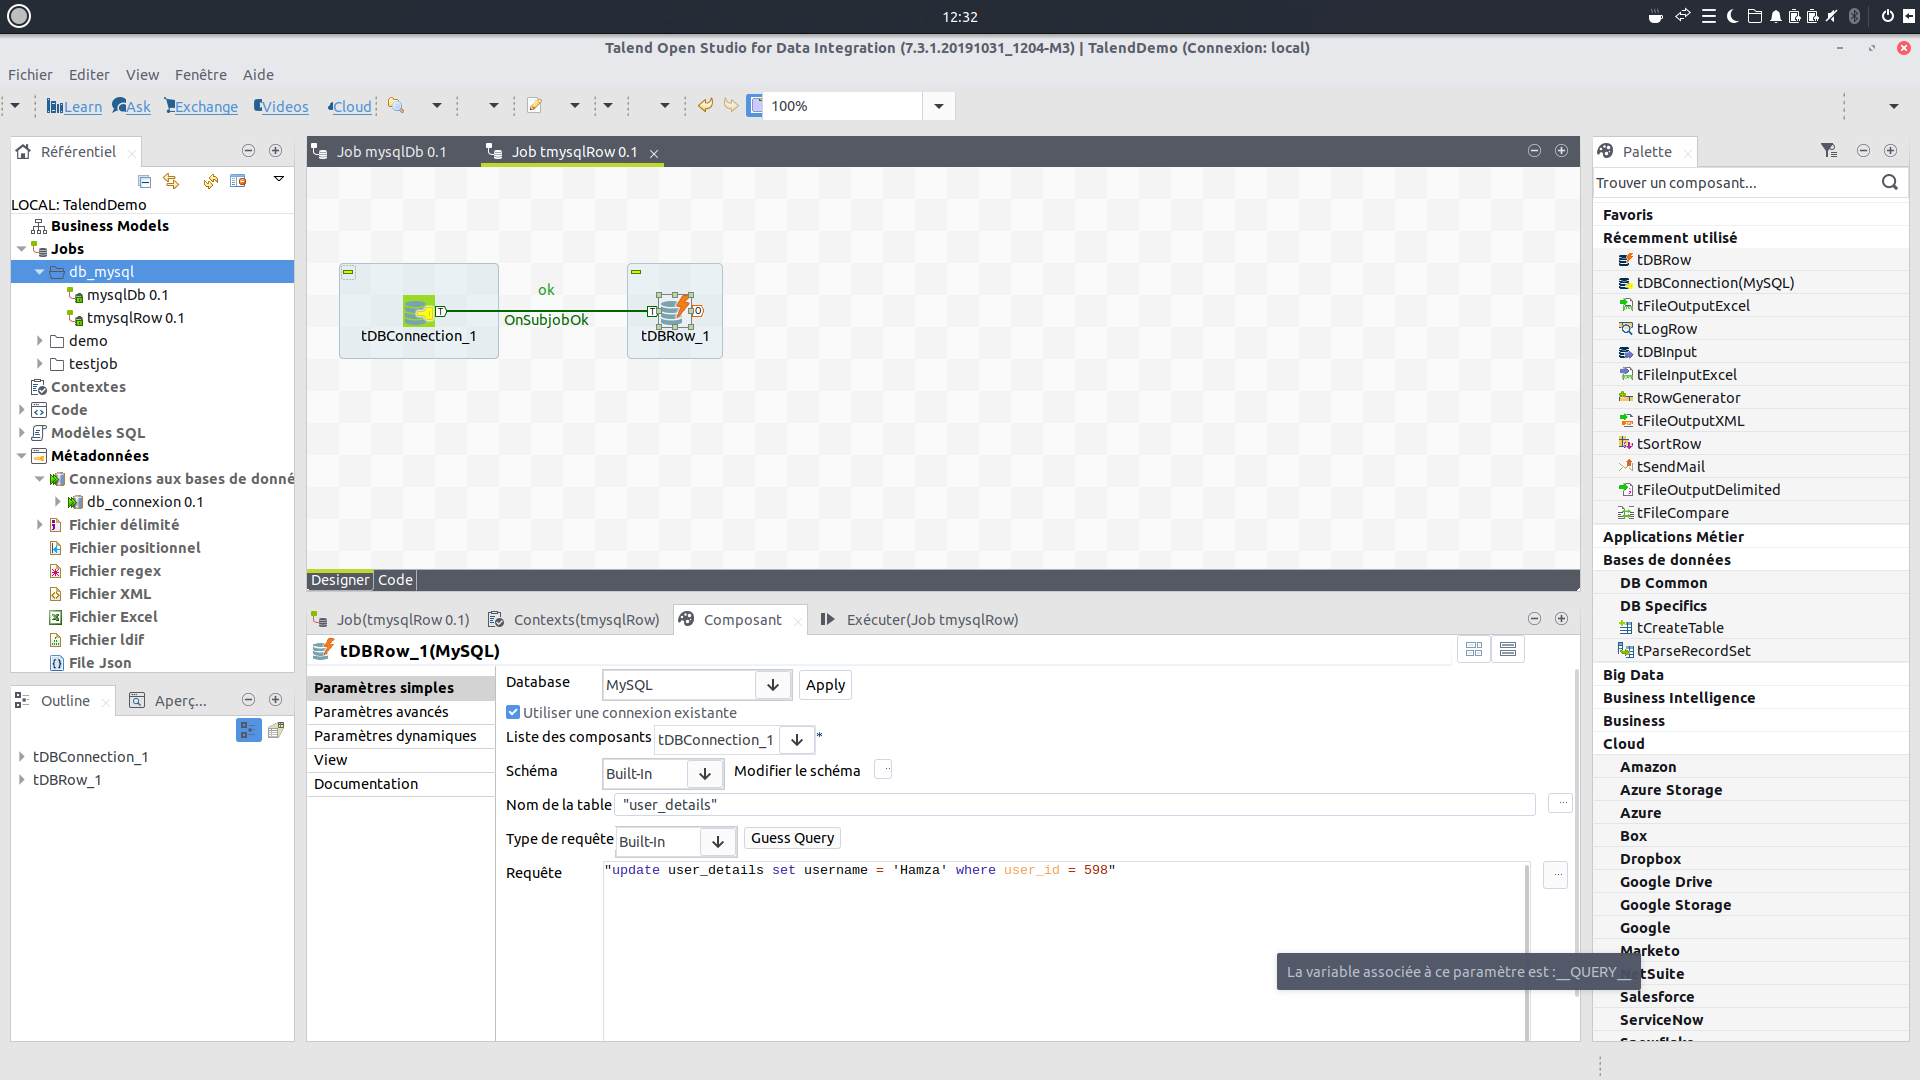 12:32
Talend Open Studio for Data Integration (7.3.1.20191031_1204-M3) | TalendDemo (Connexion: local)
Fichier Editer View Fenêtre Aide
Learn Ask Exchange Videos Cloud 100%
Référentiel
LOCAL: TalendDemo
Business Models
Jobs
db_mysql
mysqlDb 0.1
tmysqlRow 0.1
demo
testjob
Contextes
Code
Modèles SQL
Métadonnées
Connexions aux bases de donné
db_connexion 0.1
Fichier délimité
Fichier positionnel
Fichier regex
Fichier XML
Fichier Excel
Fichier ldif
File Json
Outline Aperç...
tDBConnection_1
tDBRow_1
Job mysqlDb 0.1 Job tmysqlRow 0.1
ok
T T O
OnSubjobOk
tDBConnection_1 tDBRow_1
Designer Code
Job(tmysqlRow 0.1) Contexts(tmysqlRow) Composant Exécuter(Job tmysqlRow)
tDBRow_1(MySQL)
Paramètres simples
Paramètres avancés
Paramètres dynamiques
View
Documentation
Database MySQL Apply
Utiliser une connexion existante
Liste des composants tDBConnection_1 *
Schéma Built-In Modifier le schéma ...
Nom de la table "user_details" ...
Type de requête Built-In Guess Query
Requête "update user_details set username = 'Hamza' where user_id = 598" ...
La variable associée à ce paramètre est :__QUERY__
Palette
Trouver un composant...
Favoris
Récemment utilisé
tDBRow
tDBConnection(MySQL)
tFileOutputExcel
tLogRow
tDBInput
tFileInputExcel
tRowGenerator
tFileOutputXML
tSortRow
tSendMail
tFileOutputDelimited
tFileCompare
Applications Métier
Bases de données
DB Common
DB Specifics
tCreateTable
tParseRecordSet
Big Data
Business Intelligence
Business
Cloud
Amazon
Azure Storage
Azure
Box
Dropbox
Google Drive
Google Storage
Google
Marketo
tSuite
Salesforce
ServiceNow